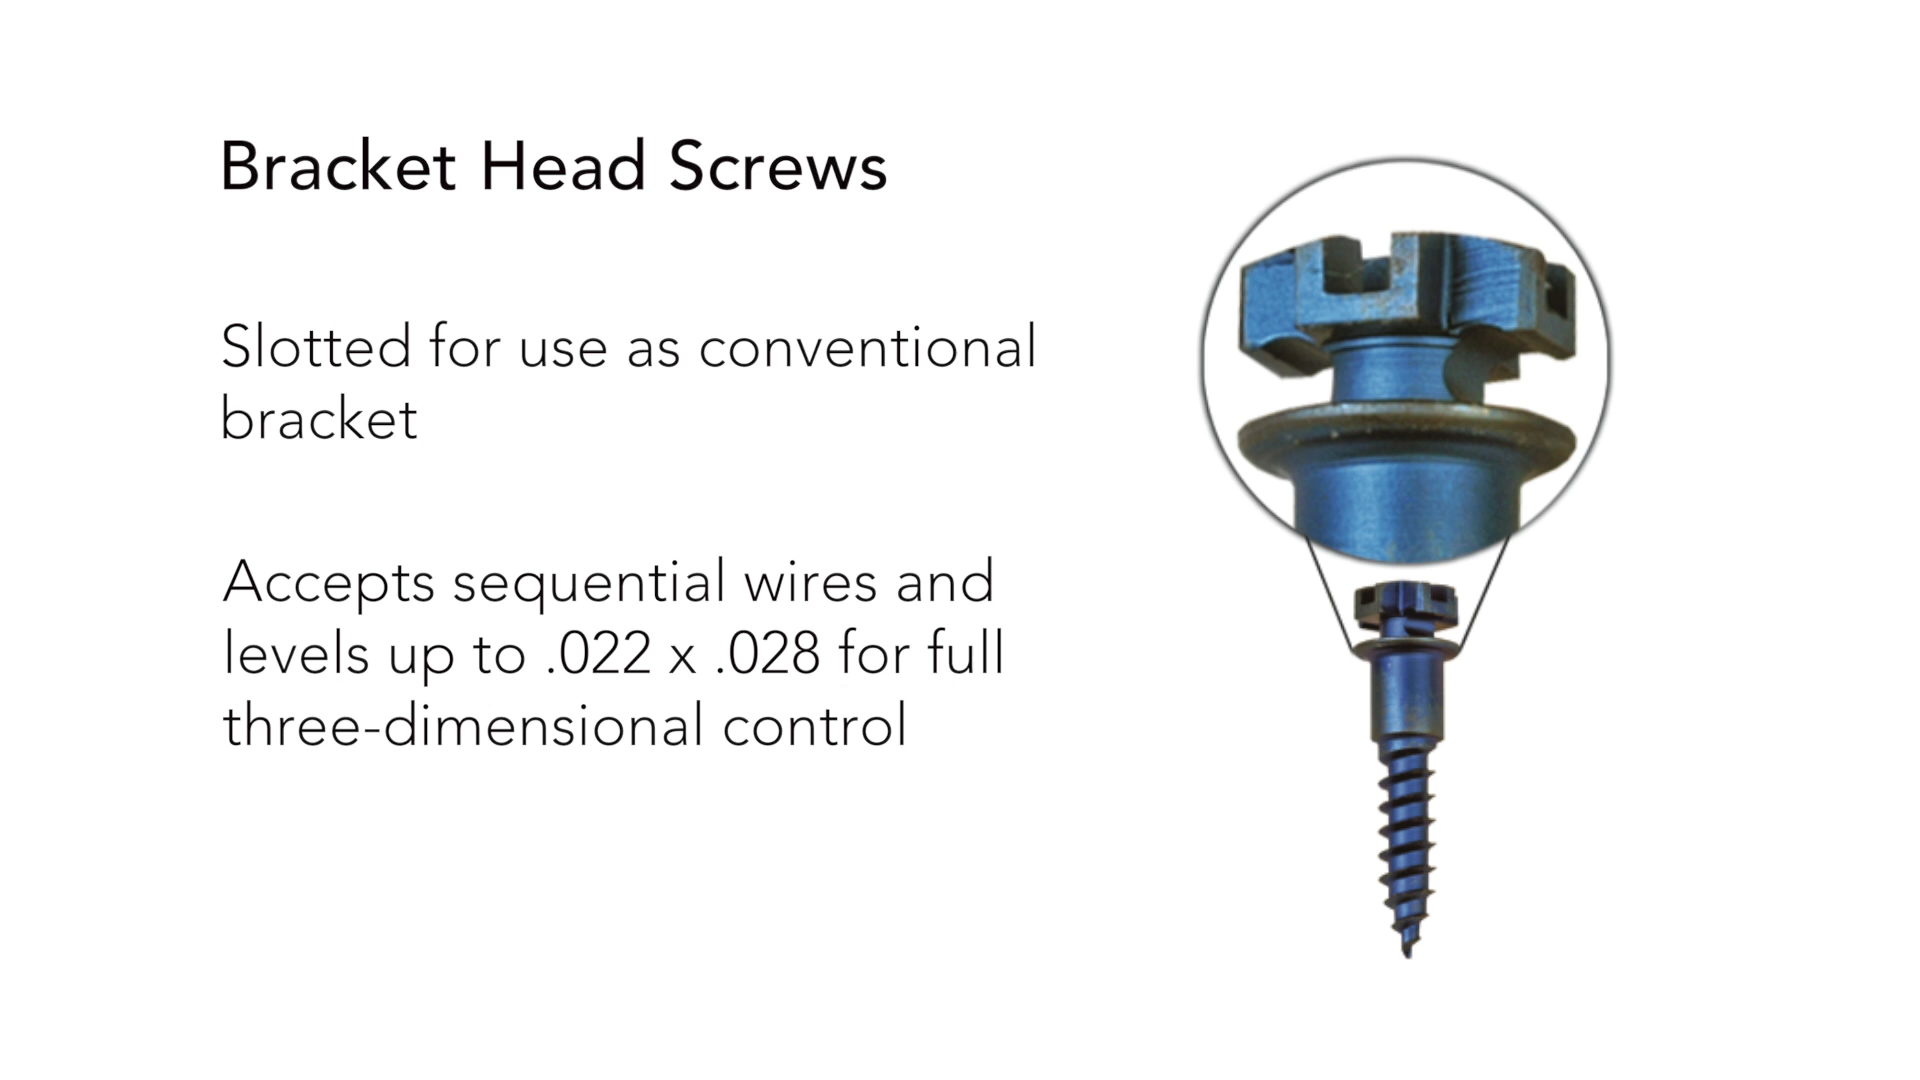 Bracket Head Screws
Slotted for use as conventional
bracket
Accepts sequential wires and
levels up to .022 x .028 for full
three-dimensional control